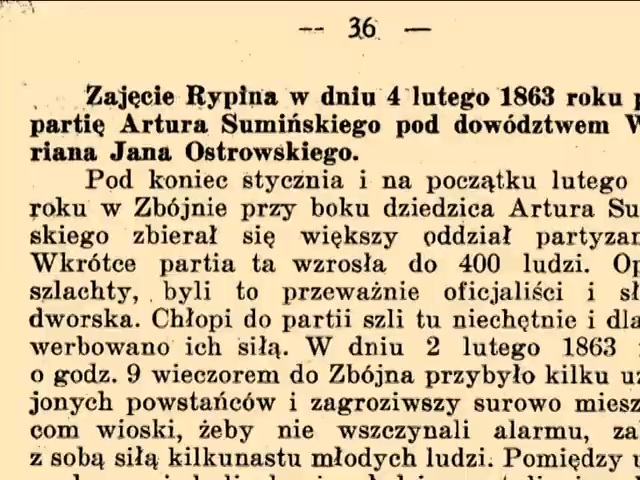 — 36 —
Zajęcie Rypina w dniu 4 lutego 1863 roku
partię Artura Sumińskiego pod dowództwem
riana Jana Ostrowskiego.
Pod koniec stycznia i na początku lutego
roku w Zbójnie przy boku dziedzica Artura Su
skiego zbierał się większy oddział partyzan
Wkrótce partia ta wzrosła do 400 ludzi. Op
szlachty, byli to przeważnie oficjaliści i sł
dworska. Chłopi do partii szli tu niechętnie i dla
werbowano ich siłą. W dniu 2 lutego 1863
o godz. 9 wieczorem do Zbójna przybyło kilku uz
jonych powstańców i zagroziwszy surowo miesz
com wioski, żeby nie wszczynali alarmu, za
z sobą siłą kilkunastu młodych ludzi. Pomiędzy